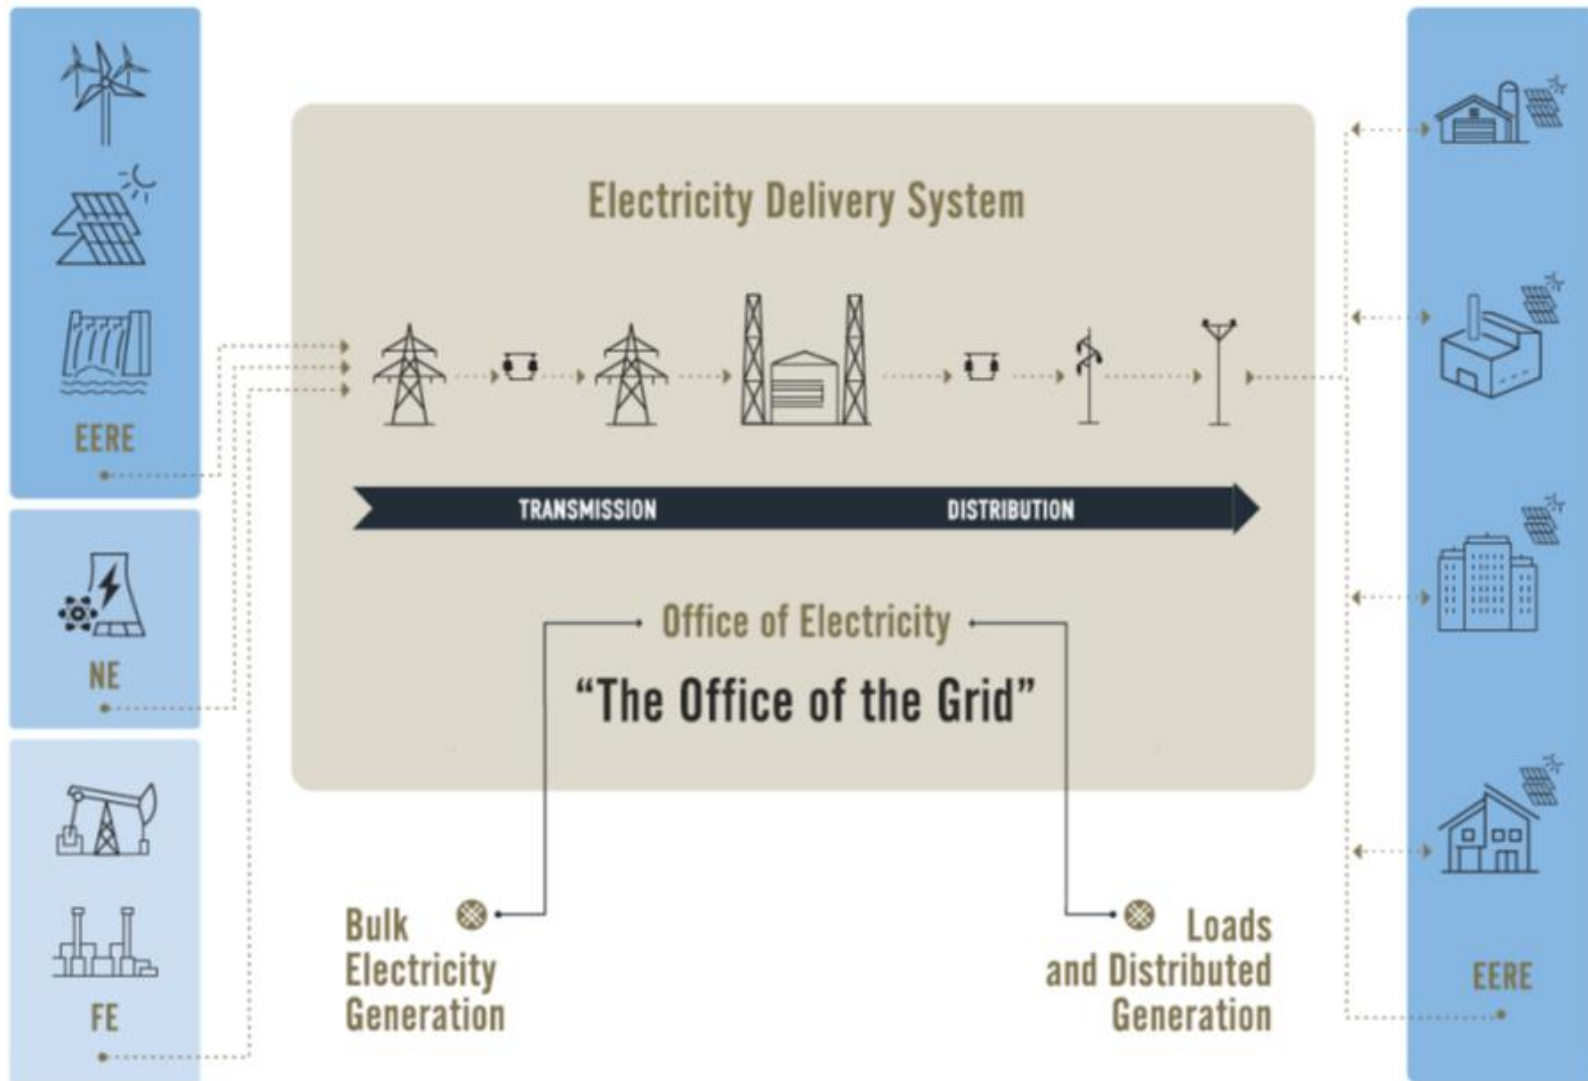 Electricity Delivery System
EERE
TRANSMISSION
DISTRIBUTION
NE
Office of Electricity
“The Office of the Grid”
FE
Bulk
Electricity
Generation
Loads
and Distributed
Generation
EERE